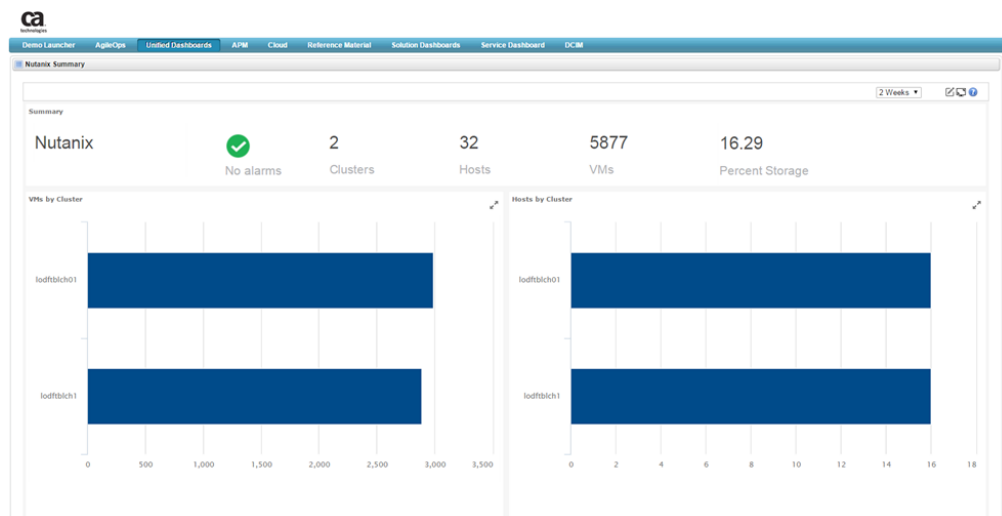 ca
technologies
Demo Launcher AgileOps Unified Dashboards APM Cloud Reference Material Solution Dashboards Service Dashboard DCIM
Nutanix Summary
2 Weeks
Summary
Nutanix 2 32 5877 16.29
No alarms Clusters Hosts VMs Percent Storage
VMs by Cluster Hosts by Cluster
lodftblch01 lodftblch01
lodftblch1 lodftblch1
0 500 1,000 1,500 2,000 2,500 3,000 3,500 0 2 4 6 8 10 12 14 16 18